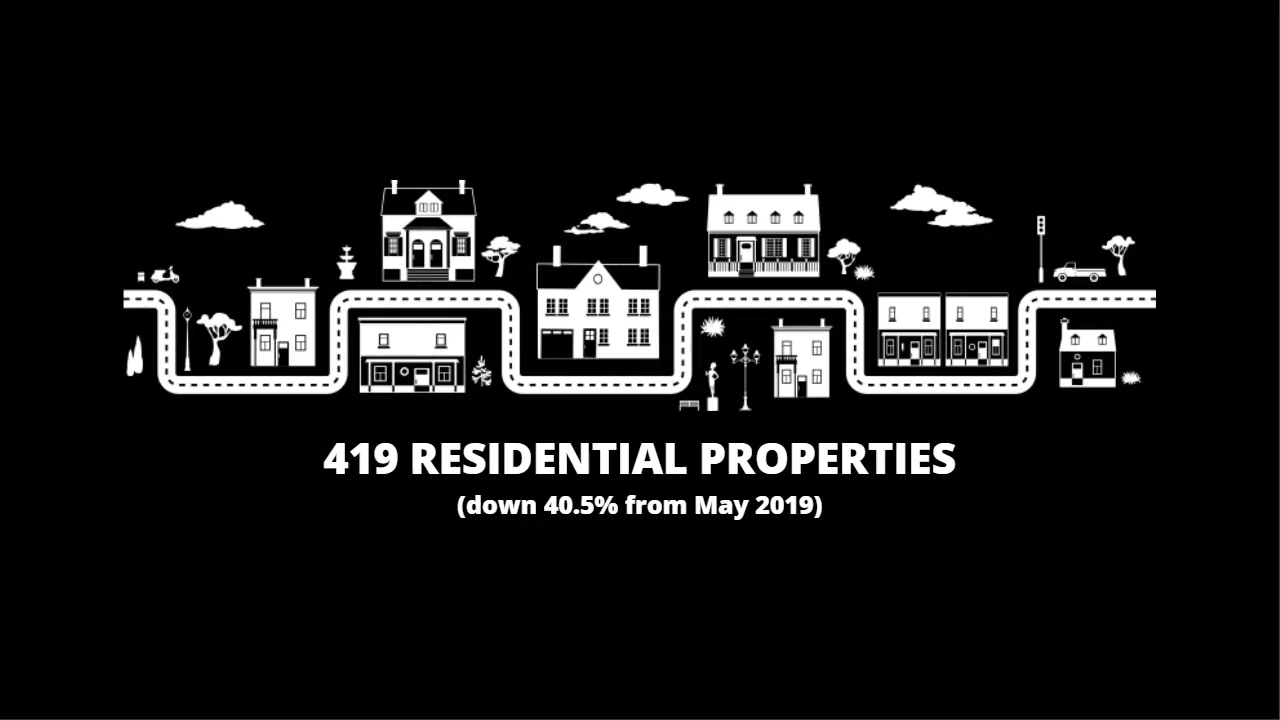 419 RESIDENTIAL PROPERTIES
(down 40.5% from May 2019)